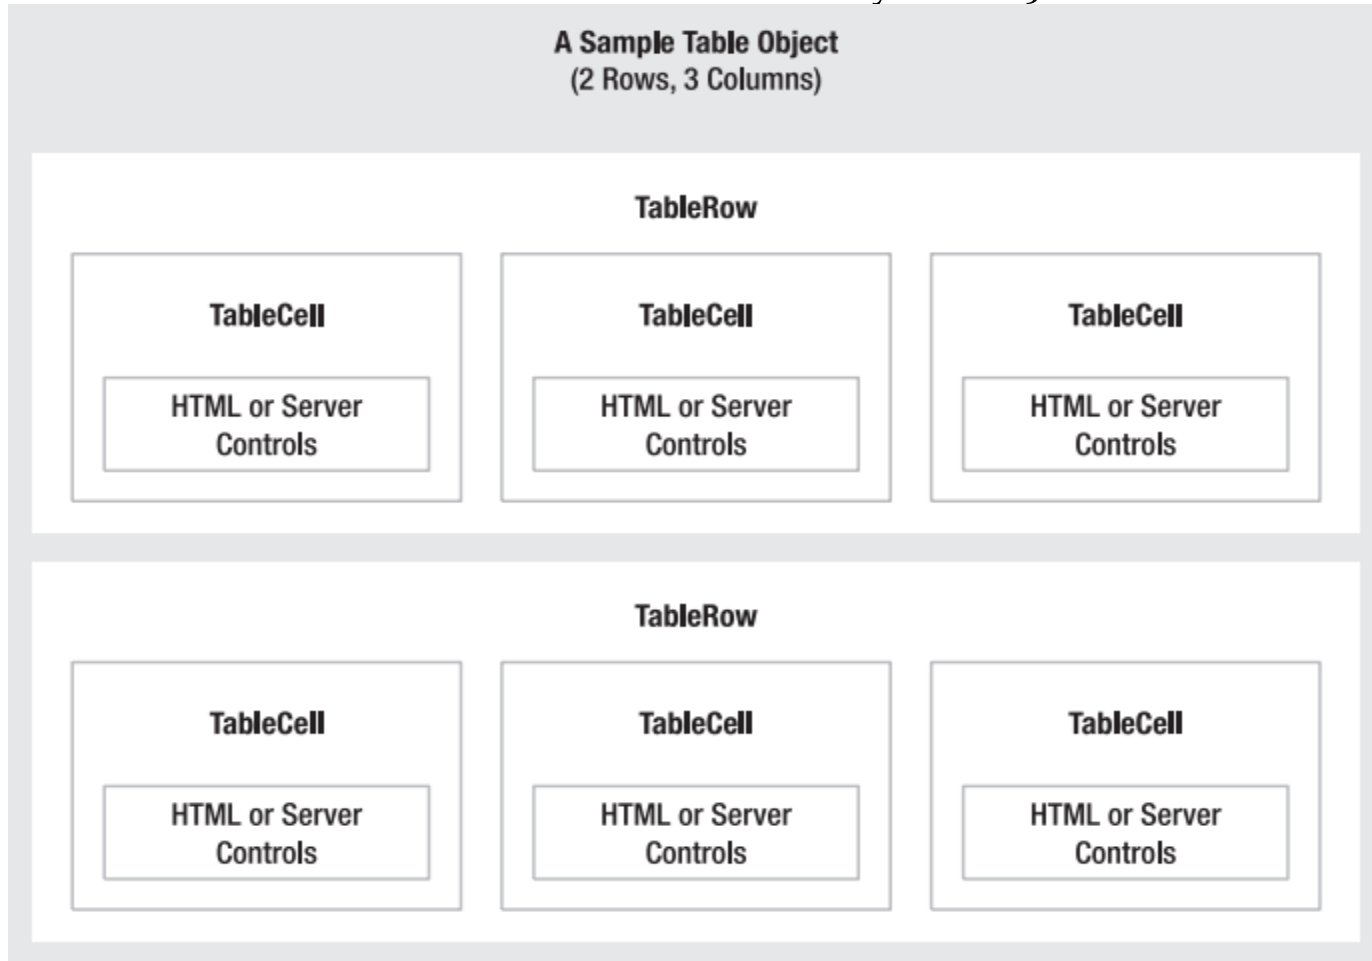 A Sample Table Object
(2 Rows, 3 Columns)
TableRow
TableCell
HTML or Server
Controls
TableCell
HTML or Server
Controls
TableCell
HTML or Server
Controls
TableRow
TableCell
HTML or Server
Controls
TableCell
HTML or Server
Controls
TableCell
HTML or Server
Controls